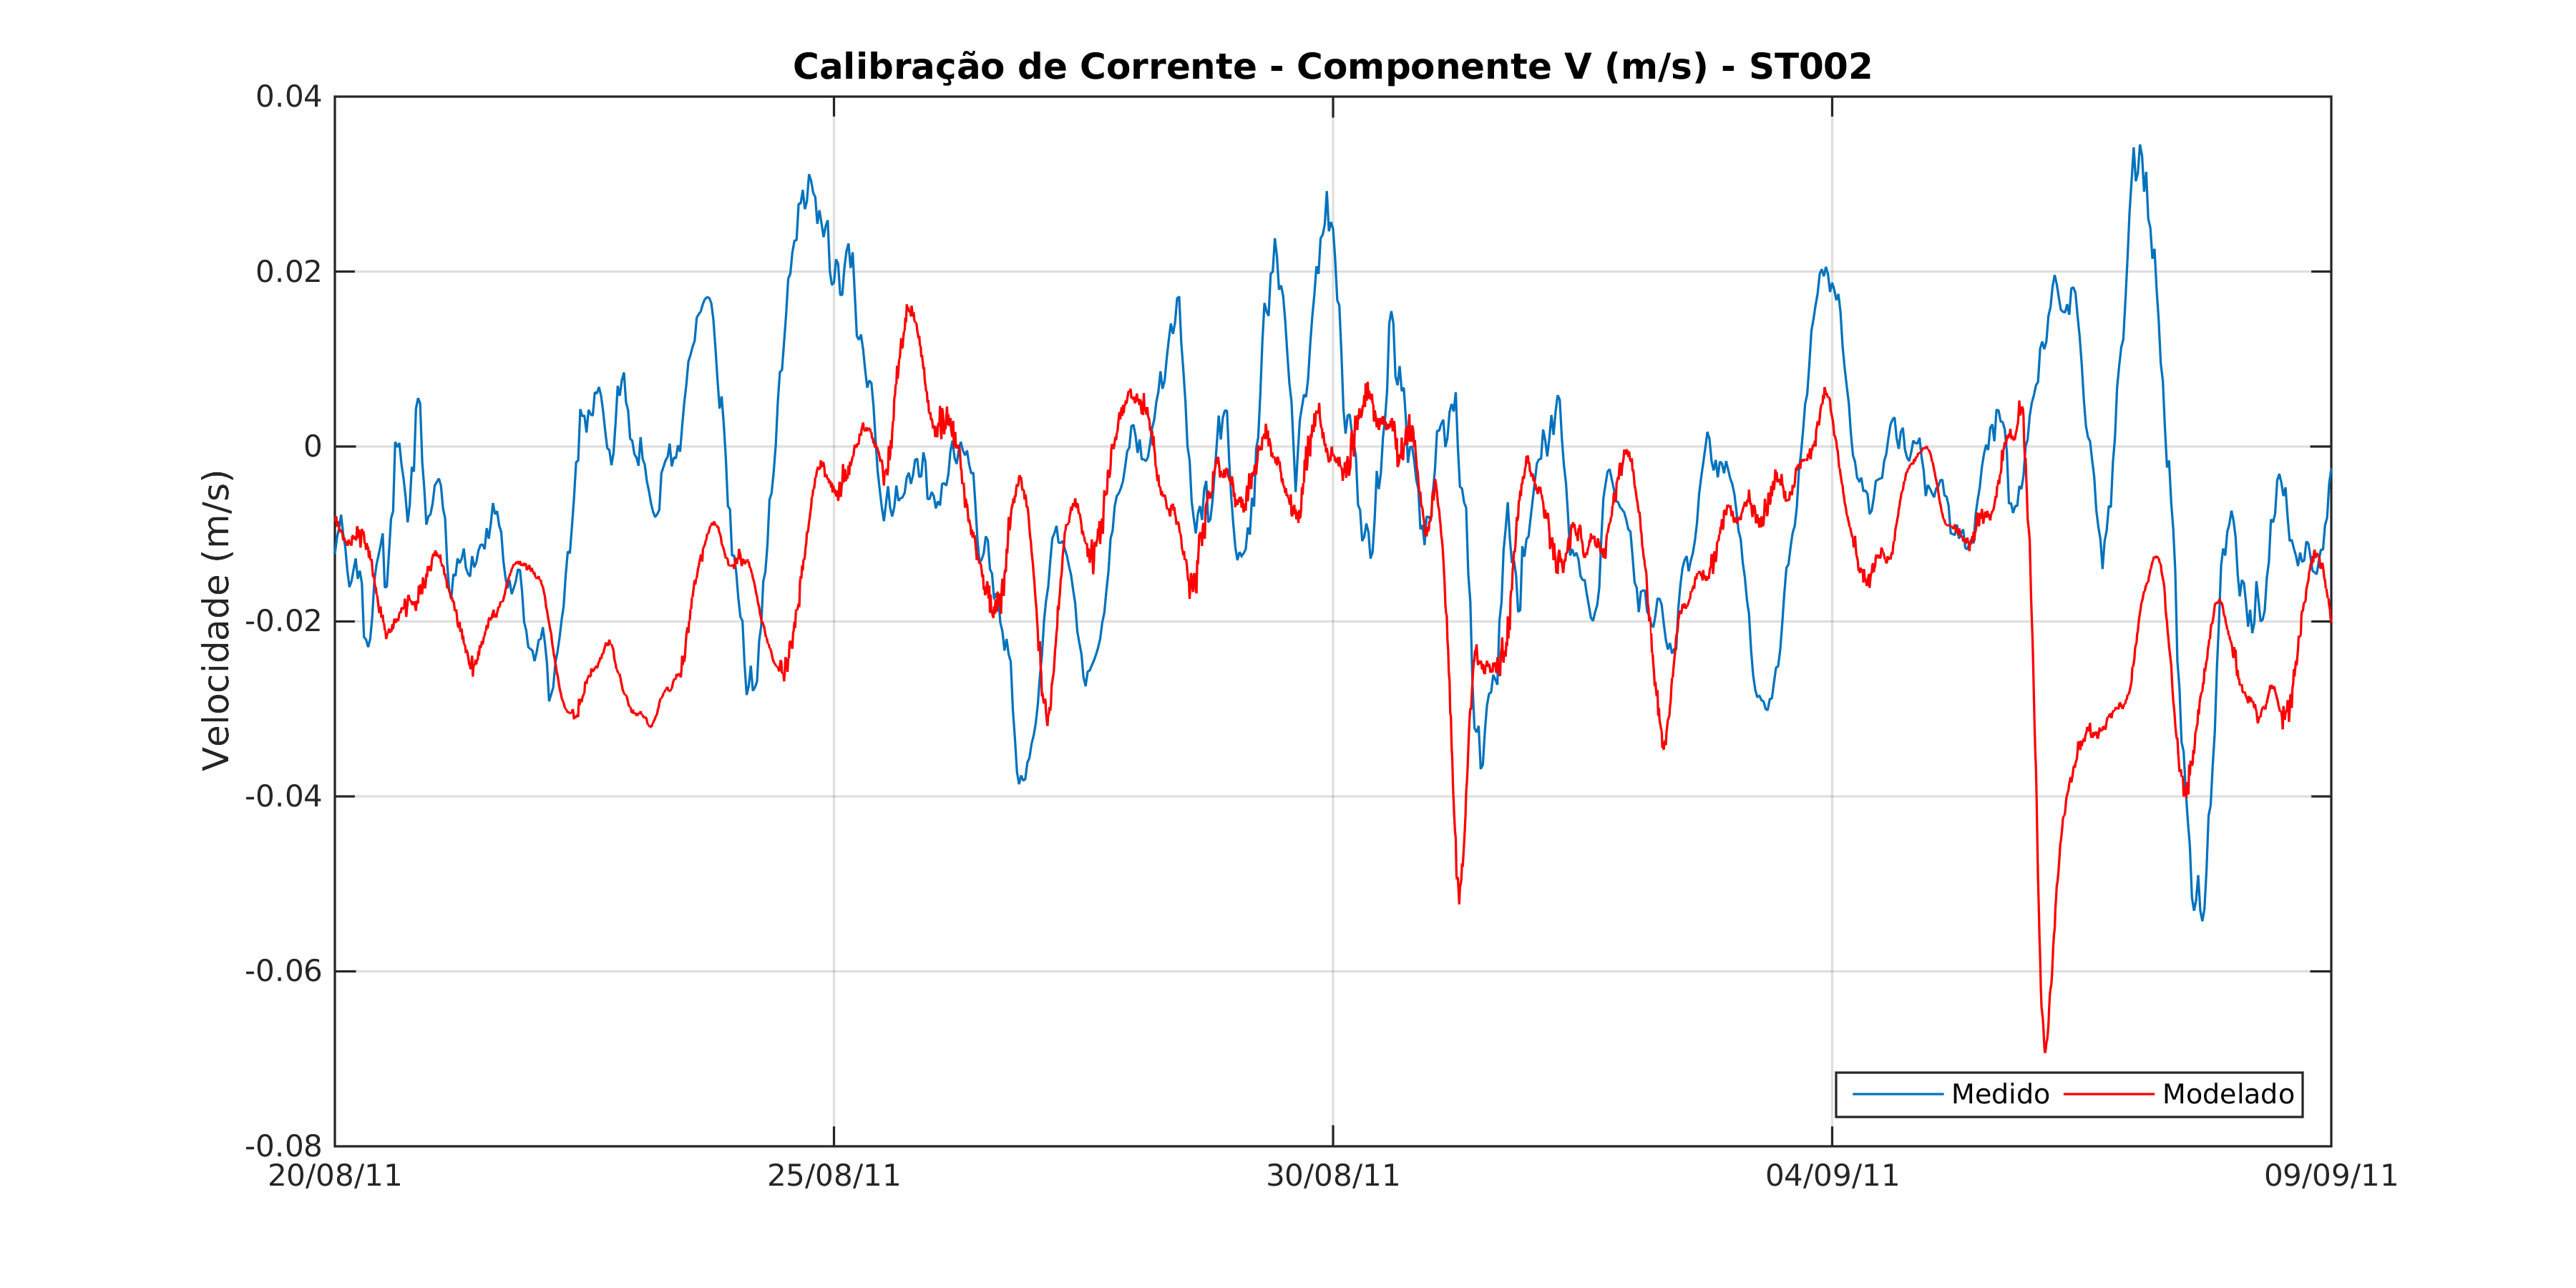 Calibração de Corrente - Componente V (m/s) - ST002
Velocidade (m/s)
0.04
0.02
0
-0.02
-0.04
-0.06
-0.08
20/08/11 25/08/11 30/08/11 04/09/11 09/09/11
Medido Modelado